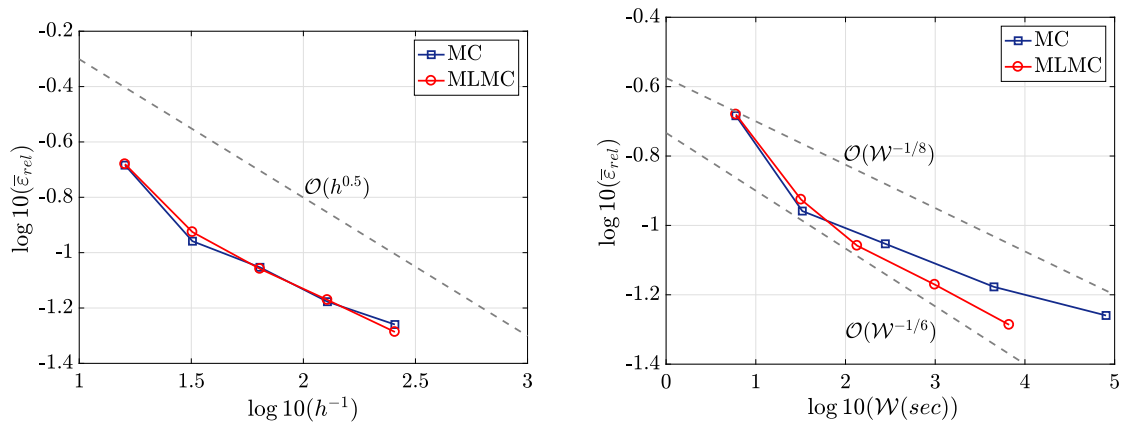 -0.2
-0.4
-0.6
-0.8
-1
-1.2
-1.4
1
1.5
2
2.5
3
log 10(ε̅_rel)
log 10(h⁻¹)
MC
MLMC
𝒪(h^0.5)
-0.4
-0.6
-0.8
-1.0
-1.2
-1.4
0
1
2
3
4
5
log 10(ε̅_rel)
log 10(𝒲(sec))
MC
MLMC
𝒪(𝒲^-1/8)
𝒪(𝒲^-1/6)